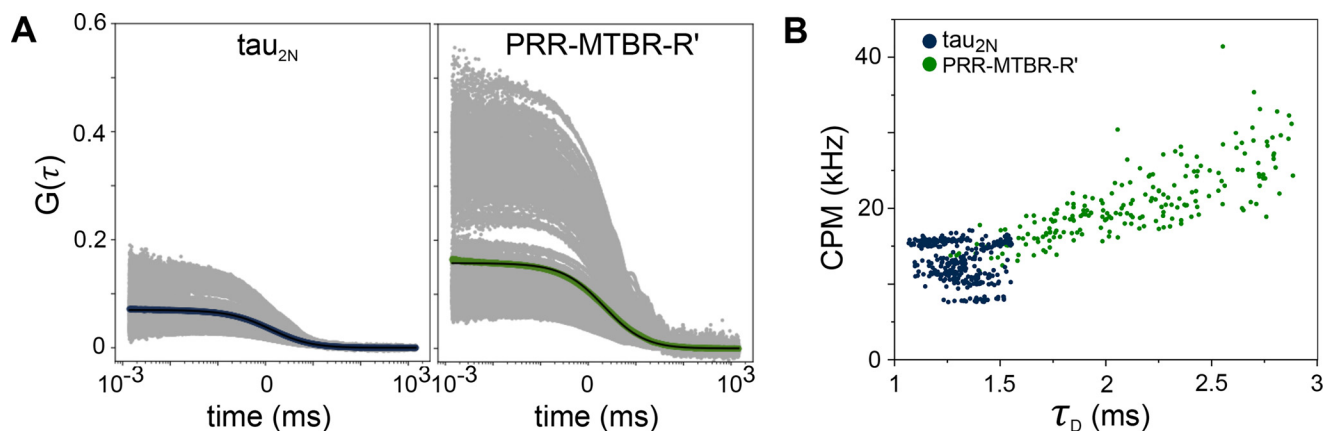 A
tau2N
PRR-MTBR-R'
G(τ)
0.6
0.4
0.2
0
10-3
0
103
10-3
0
103
time (ms)
time (ms)
B
tau2N
PRR-MTBR-R'
CPM (kHz)
40
20
0
1
1.5
2
2.5
3
τD (ms)